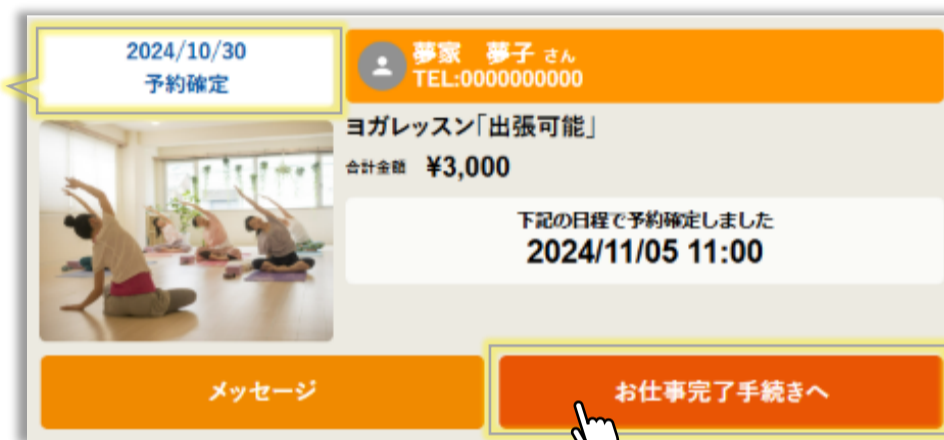 2024/10/30
予約確定
夢家　夢子 さん
TEL:0000000000
ヨガレッスン「出張可能」
合計金額 ¥3,000
下記の日程で予約確定しました
2024/11/05 11:00
メッセージ
お仕事完了手続きへ